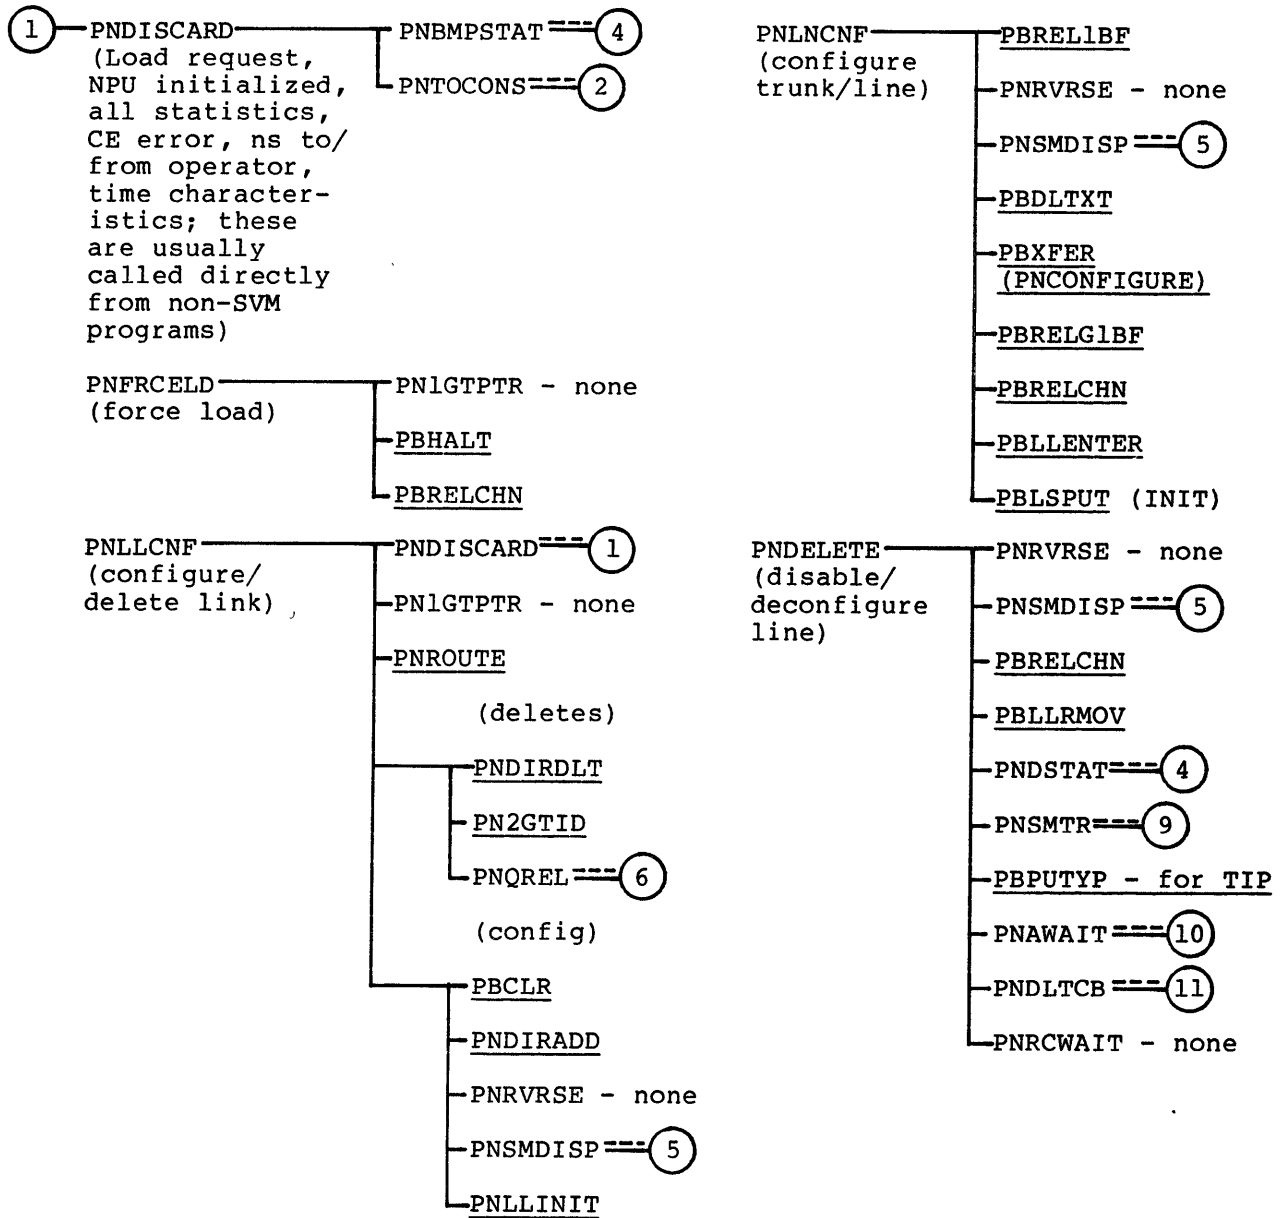 1 PNDISCARD PNBMPSTAT 4
(Load request,
NPU initialized, PNTOCONS 2
all statistics,
CE error, ns to/
from operator,
time character-
istics; these
are usually
called directly
from non-SVM
programs)
PNFRCELD PN1GTPTR - none
(force load)
PBHALT
PBRELCHN
PNLLCNF PNDISCARD 1
(configure/
delete link) PN1GTPTR - none
PNROUTE
(deletes)
PNDIRDLT
PN2GTID
PNQREL 6
(config)
PBCLR
PNDIRADD
PNRVRSE - none
PNSMDISP 5
PNLLINIT
PNLNCNF PBREL1BF
(configure
trunk/line) PNRVRSE - none
PNSMDISP 5
PBDLTXT
PBXFER
(PNCONFIGURE)
PBRELG1BF
PBRELCHN
PBLLENTER
PBLSPUT (INIT)
PNDELETE PNRVRSE - none
(disable/
deconfigure PNSMDISP 5
line)
PBRELCHN
PBLLRMOV
PNDSTAT 4
PNSMTR 9
PBPUTYP - for TIP
PNAWAIT 10
PNDLTCB 11
PNRCWAIT - none